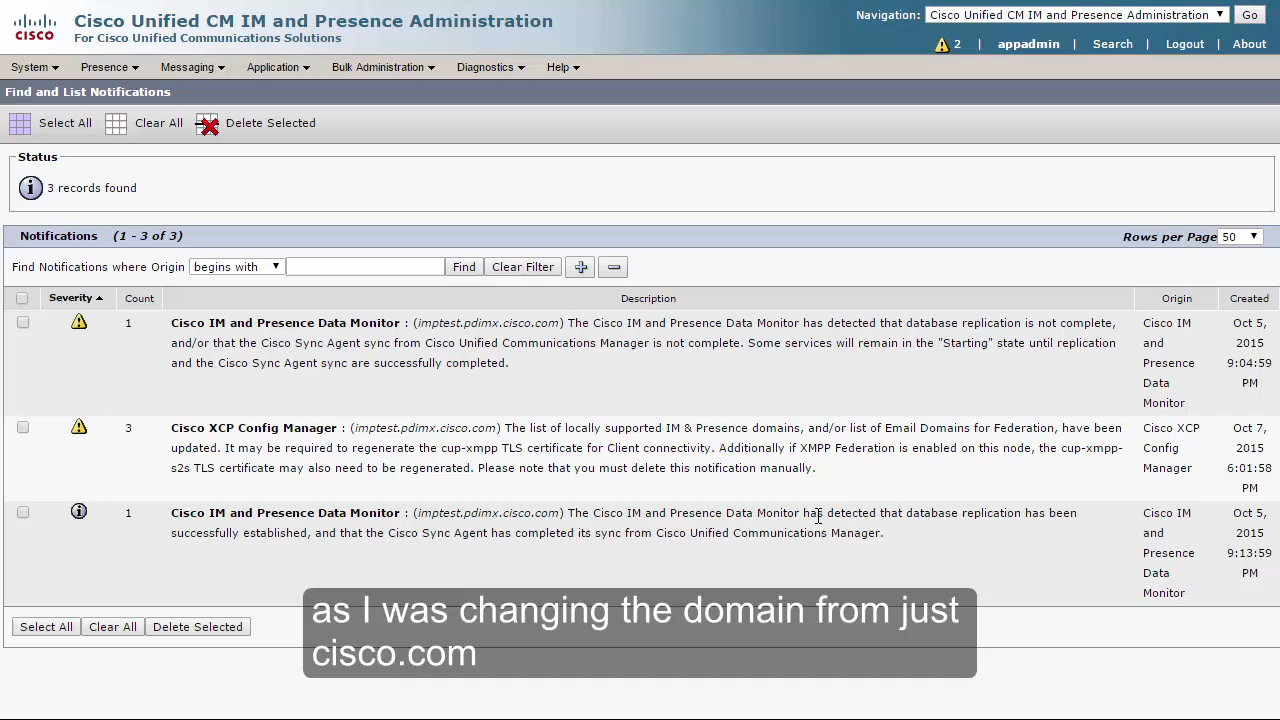 CISCO
Cisco Unified CM IM and Presence Administration
For Cisco Unified Communications Solutions
Navigation: Cisco Unified CM IM and Presence Administration Go
2 | appadmin | Search | Logout | About
System Presence Messaging Application Bulk Administration Diagnostics Help
Find and List Notifications
Select All Clear All Delete Selected
Status
3 records found
Notifications (1 - 3 of 3) Rows per Page 50
Find Notifications where Origin begins with Find Clear Filter
Severity Count Description Origin Created
1
Cisco IM and Presence Data Monitor : (imptest.pdimx.cisco.com) The Cisco IM and Presence Data Monitor has detected that database replication is not complete,
and/or that the Cisco Sync Agent sync from Cisco Unified Communications Manager is not complete. Some services will remain in the "Starting" state until replication
and the Cisco Sync Agent sync are successfully completed.
Cisco IM
and
Presence
Data
Monitor
Oct 5,
2015
9:04:59
PM
3
Cisco XCP Config Manager : (imptest.pdimx.cisco.com) The list of locally supported IM & Presence domains, and/or list of Email Domains for Federation, have been
updated. It may be required to regenerate the cup-xmpp TLS certificate for Client connectivity. Additionally if XMPP Federation is enabled on this node, the cup-xmpp-
s2s TLS certificate may also need to be regenerated. Please note that you must delete this notification manually.
Cisco XCP
Config
Manager
Oct 7,
2015
6:01:58
PM
1
Cisco IM and Presence Data Monitor : (imptest.pdimx.cisco.com) The Cisco IM and Presence Data Monitor has detected that database replication has been
successfully established, and that the Cisco Sync Agent has completed its sync from Cisco Unified Communications Manager.
Cisco IM
and
Presence
Data
Monitor
Oct 5,
2015
9:13:59
PM
Select All Clear All Delete Selected
as I was changing the domain from just
cisco.com